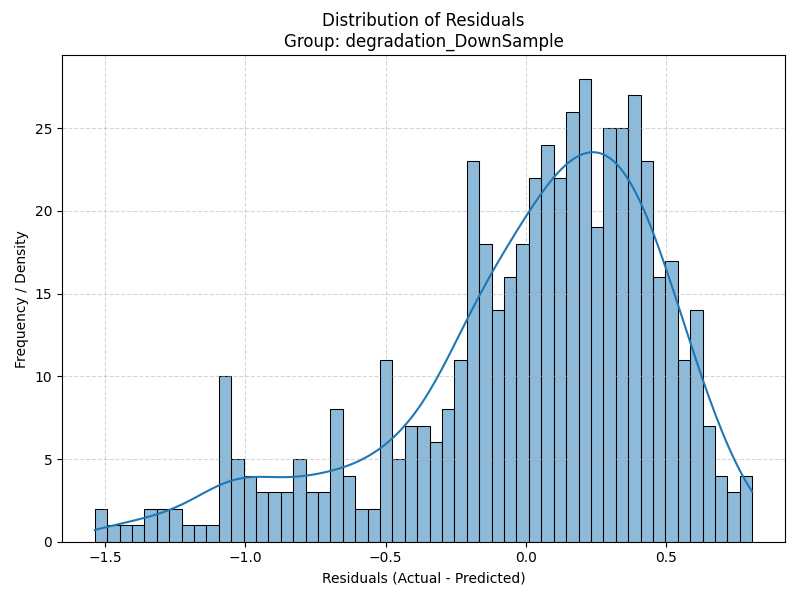 Distribution of Residuals
Group: degradation_DownSample
Frequency / Density
25
20
15
10
5
0
−1.5
−1.0
−0.5
0.0
0.5
Residuals (Actual - Predicted)